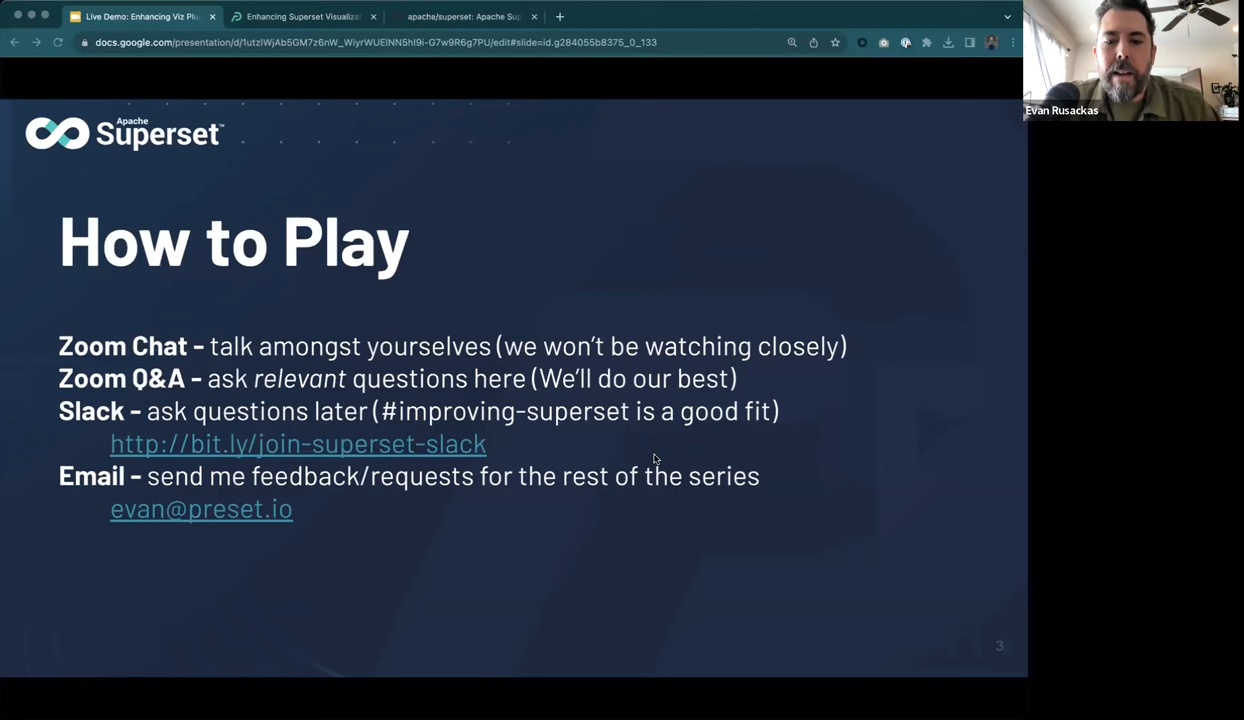 Live Demo: Enhancing Viz Plu
Enhancing Superset Visualiza
apache/superset: Apache Sup
docs.google.com/presentation/d/1utzIWjAb5GM7z6nW_WiyrWUEINN5hI9i-G7w9R6g7PU/edit#slide=id.g284055b8375_0_133
Evan Rusackas
Apache
Superset™
How to Play
Zoom Chat - talk amongst yourselves (we won't be watching closely)
Zoom Q&A - ask relevant questions here (We'll do our best)
Slack - ask questions later (#improving-superset is a good fit)
http://bit.ly/join-superset-slack
Email - send me feedback/requests for the rest of the series
evan@preset.io
3